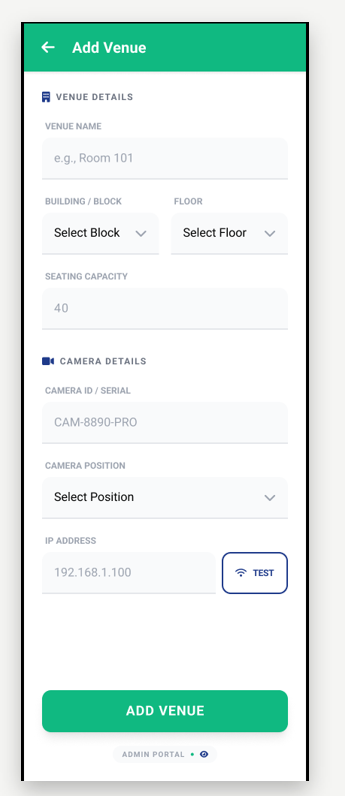 Add Venue
VENUE DETAILS
VENUE NAME
e.g., Room 101
BUILDING / BLOCK FLOOR
Select Block Select Floor
SEATING CAPACITY
40
CAMERA DETAILS
CAMERA ID / SERIAL
CAM-8890-PRO
CAMERA POSITION
Select Position
IP ADDRESS
192.168.1.100 TEST
ADD VENUE
ADMIN PORTAL •